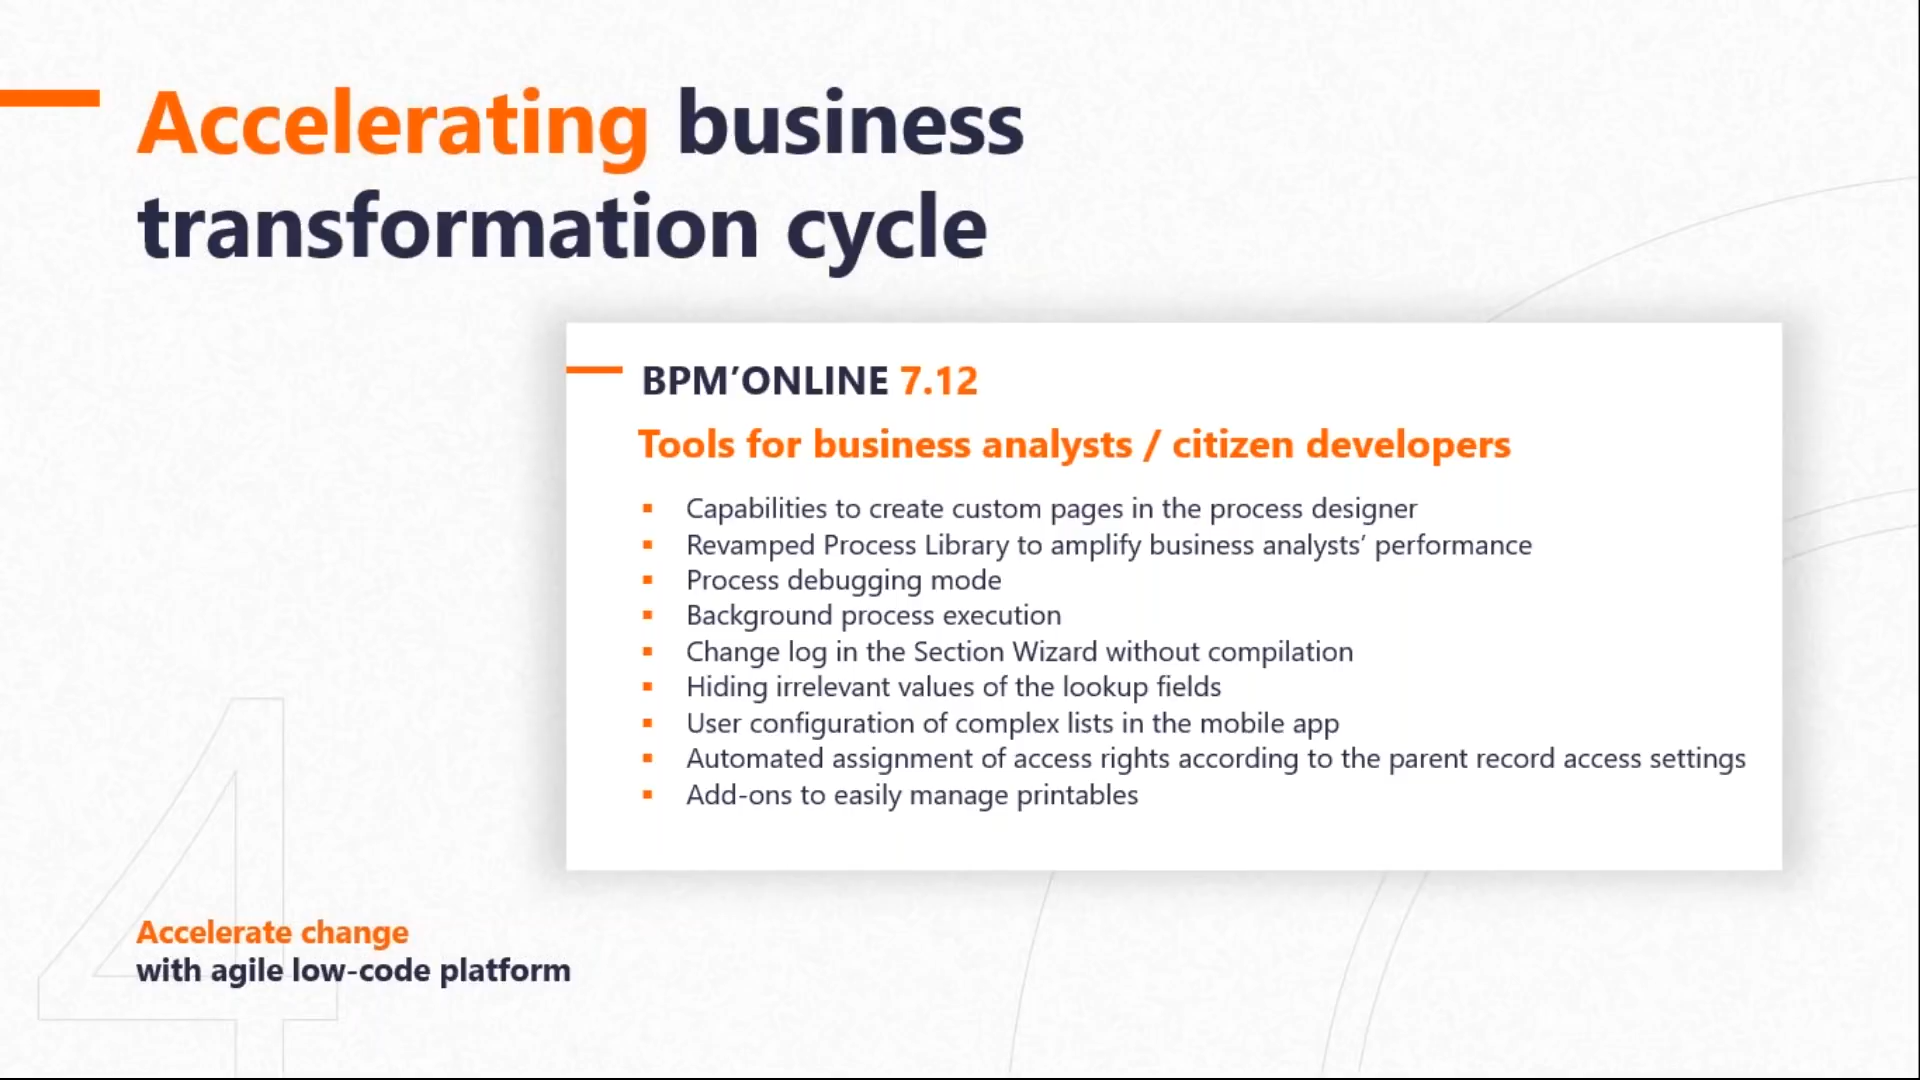 Accelerating business
transformation cycle
BPM’ONLINE 7.12
Tools for business analysts / citizen developers
▪ Capabilities to create custom pages in the process designer
▪ Revamped Process Library to amplify business analysts’ performance
▪ Process debugging mode
▪ Background process execution
▪ Change log in the Section Wizard without compilation
▪ Hiding irrelevant values of the lookup fields
▪ User configuration of complex lists in the mobile app
▪ Automated assignment of access rights according to the parent record access settings
▪ Add-ons to easily manage printables
4
Accelerate change
with agile low-code platform